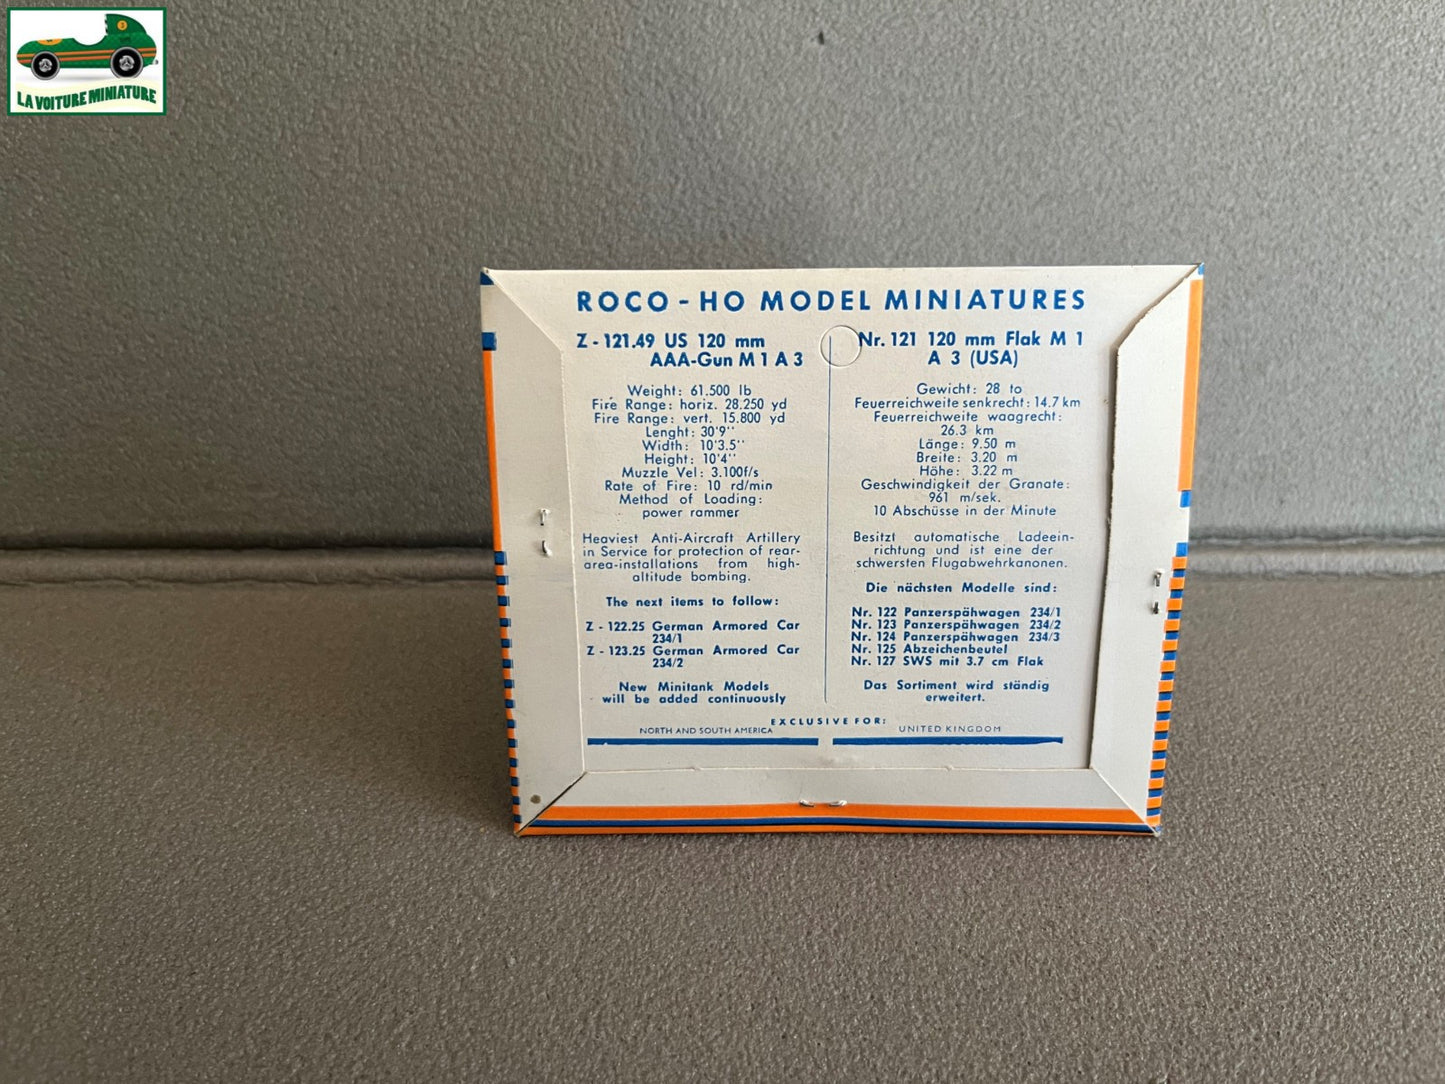 LA VOITURE MINIATURE
ROCO - HO MODEL MINIATURES
Z - 121.49 US 120 mm
AAA-Gun M 1 A 3
Weight: 61.500 lb
Fire Range: horiz. 28.250 yd
Fire Range: vert. 15.800 yd
Lenght: 30'9''
Width: 10'3.5''
Height: 10'4''
Muzzle Vel: 3.100f/s
Rate of Fire: 10 rd/min
Method of Loading:
power rammer
Heaviest Anti-Aircraft Artillery
in Service for protection of rear-
area-installations from high-
altitude bombing.
The next items to follow:
Z - 122.25 German Armored Car
234/1
Z - 123.25 German Armored Car
234/2
New Minitank Models
will be added continuously
Nr. 121 120 mm Flak M 1
A 3 (USA)
Gewicht: 28 to
Feuerreichweite senkrecht: 14.7 km
Feuerreichweite waagrecht:
26.3 km
Länge: 9.50 m
Breite: 3.20 m
Höhe: 3.22 m
Geschwindigkeit der Granate:
961 m/sek.
10 Abschüsse in der Minute
Besitzt automatische Ladeein-
richtung und ist eine der
schwersten Flugabwehrkanonen.
Die nächsten Modelle sind:
Nr. 122 Panzerspähwagen 234/1
Nr. 123 Panzerspähwagen 234/2
Nr. 124 Panzerspähwagen 234/3
Nr. 125 Abzeichenbeutel
Nr. 127 SWS mit 3.7 cm Flak
Das Sortiment wird ständig
erweitert.
EXCLUSIVE FOR:
NORTH AND SOUTH AMERICA
UNITED KINGDOM